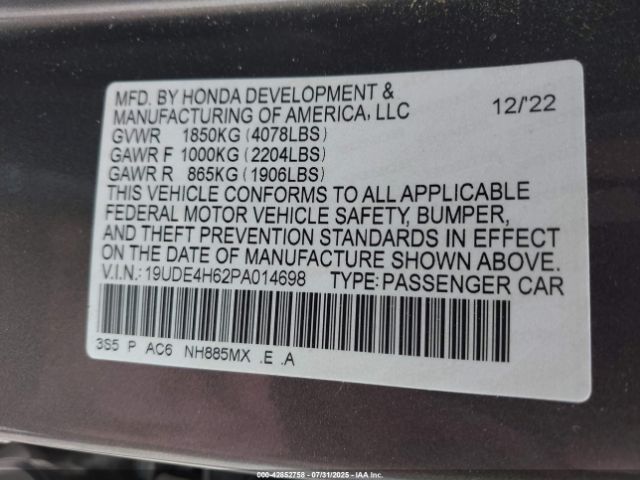 MFD. BY HONDA DEVELOPMENT &
MANUFACTURING OF AMERICA, LLC 12/'22
GVWR 1850KG (4078LBS)
GAWR F 1000KG (2204LBS)
GAWR R 865KG (1906LBS)
THIS VEHICLE CONFORMS TO ALL APPLICABLE
FEDERAL MOTOR VEHICLE SAFETY, BUMPER,
AND THEFT PREVENTION STANDARDS IN EFFECT
ON THE DATE OF MANUFACTURE SHOWN ABOVE.
V.I.N.: 19UDE4H62PA014698 TYPE: PASSENGER CAR
3S5 P AC6 NH885MX .E .A
000-42852758 - 07/31/2025 - IAA Inc.